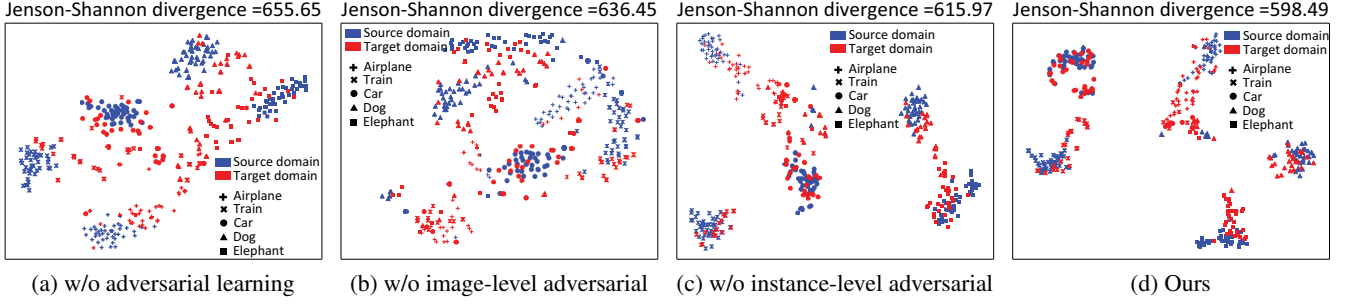 Jenson-Shannon divergence =655.65
Source domain
Target domain
Airplane
Train
Car
Dog
Elephant
(a) w/o adversarial learning
Jenson-Shannon divergence =636.45
Source domain
Target domain
Airplane
Train
Car
Dog
Elephant
(b) w/o image-level adversarial
Jenson-Shannon divergence =615.97
Source domain
Target domain
Airplane
Train
Car
Dog
Elephant
(c) w/o instance-level adversarial
Jenson-Shannon divergence =598.49
Source domain
Target domain
Airplane
Train
Car
Dog
Elephant
(d) Ours